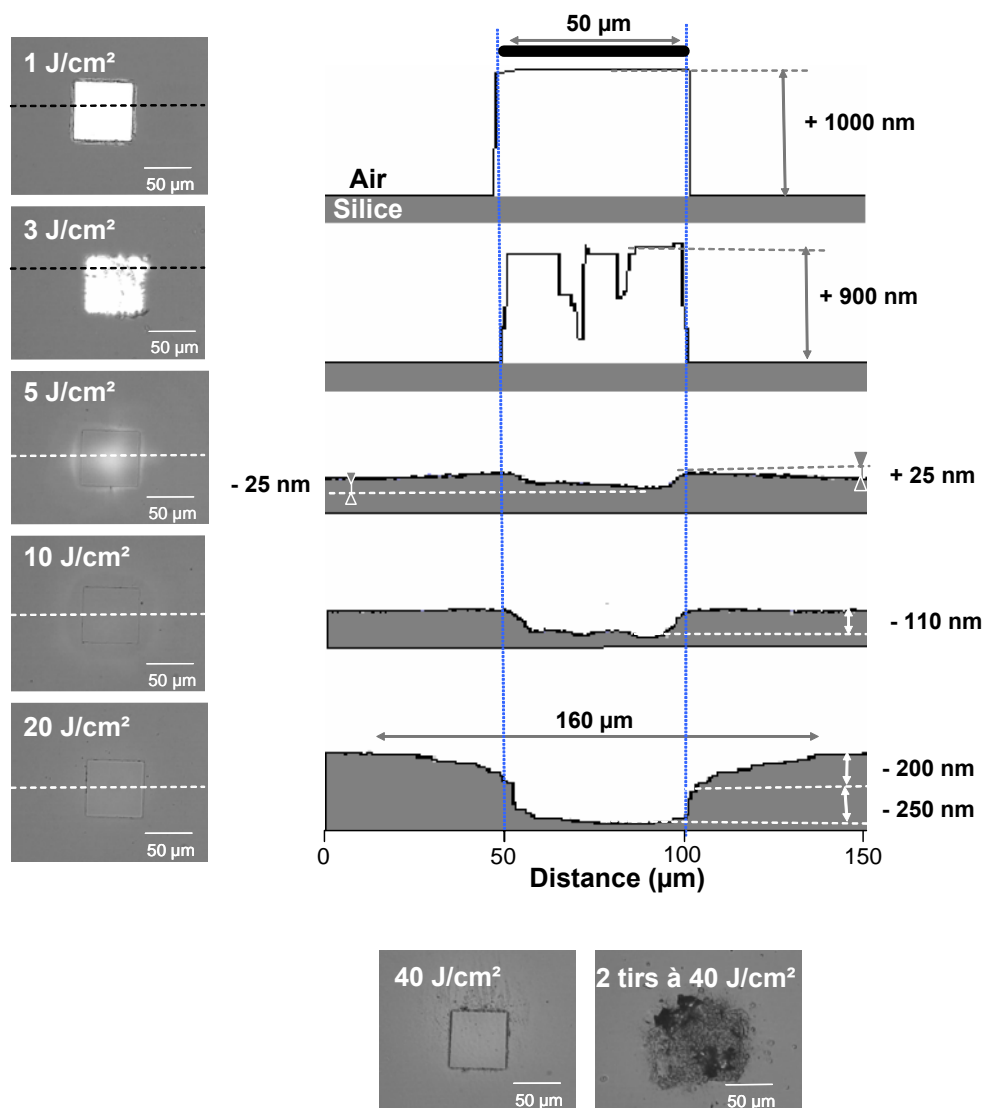 50 µm
1 J/cm²
50 µm
+ 1000 nm
Air
Silice
3 J/cm²
50 µm
+ 900 nm
5 J/cm²
50 µm
- 25 nm
+ 25 nm
10 J/cm²
50 µm
- 110 nm
20 J/cm²
50 µm
160 µm
- 200 nm
- 250 nm
0 50 100 150
Distance (µm)
40 J/cm²
50 µm
2 tirs à 40 J/cm²
50 µm